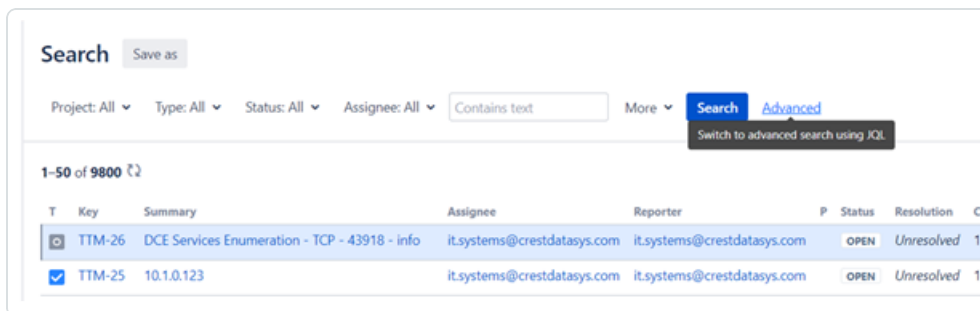 Search Save as
Project: All Type: All Status: All Assignee: All Contains text More Search Advanced
Switch to advanced search using JQL
1–50 of 9800
T Key Summary Assignee Reporter P Status Resolution
TTM-26 DCE Services Enumeration - TCP - 43918 - info it.systems@crestdatasys.com it.systems@crestdatasys.com OPEN Unresolved 1
TTM-25 10.1.0.123 it.systems@crestdatasys.com it.systems@crestdatasys.com OPEN Unresolved 1